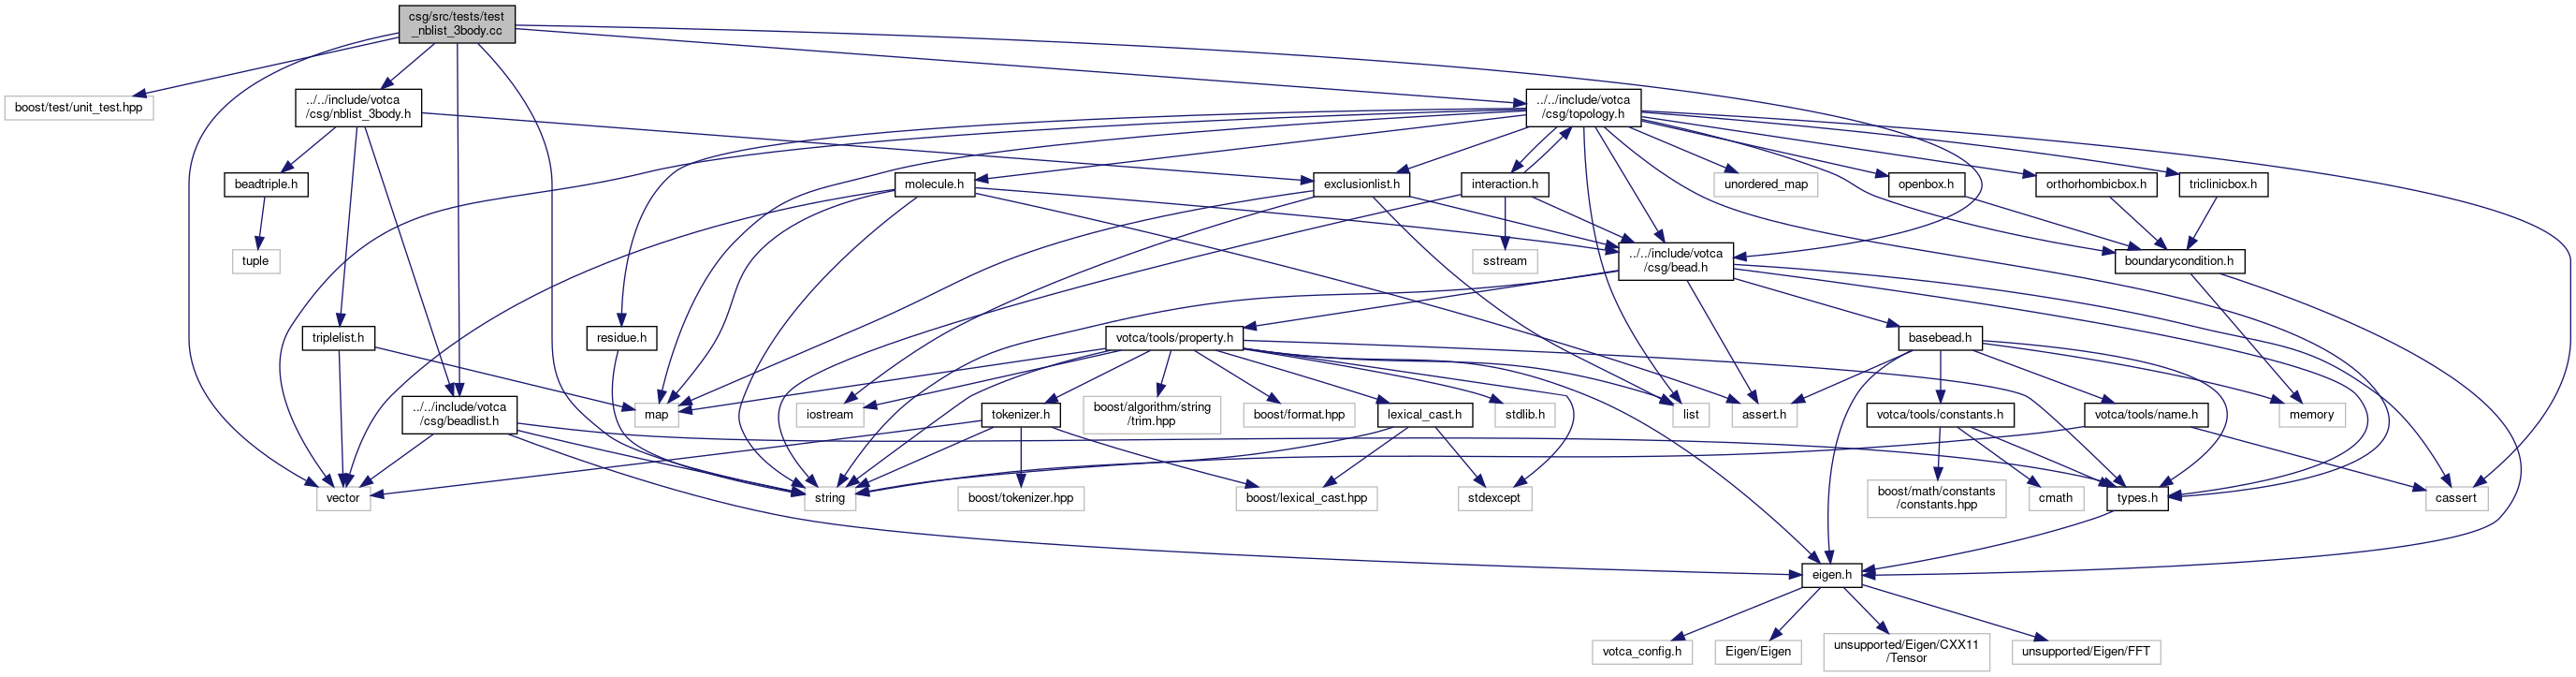 csg/src/tests/test
_nblist_3body.cc
boost/test/unit_test.hpp
../../include/votca
/csg/nblist_3body.h
../../include/votca
/csg/topology.h
beadtriple.h
molecule.h
exclusionlist.h
interaction.h
unordered_map
openbox.h
orthorhombicbox.h
triclinicbox.h
tuple
sstream
../../include/votca
/csg/bead.h
boundarycondition.h
triplelist.h
residue.h
votca/tools/property.h
basebead.h
../../include/votca
/csg/beadlist.h
map
iostream
tokenizer.h
boost/algorithm/string
/trim.hpp
boost/format.hpp
lexical_cast.h
stdlib.h
list
assert.h
votca/tools/constants.h
votca/tools/name.h
memory
vector
string
boost/tokenizer.hpp
boost/lexical_cast.hpp
stdexcept
boost/math/constants
/constants.hpp
cmath
types.h
cassert
eigen.h
votca_config.h
Eigen/Eigen
unsupported/Eigen/CXX11
/Tensor
unsupported/Eigen/FFT